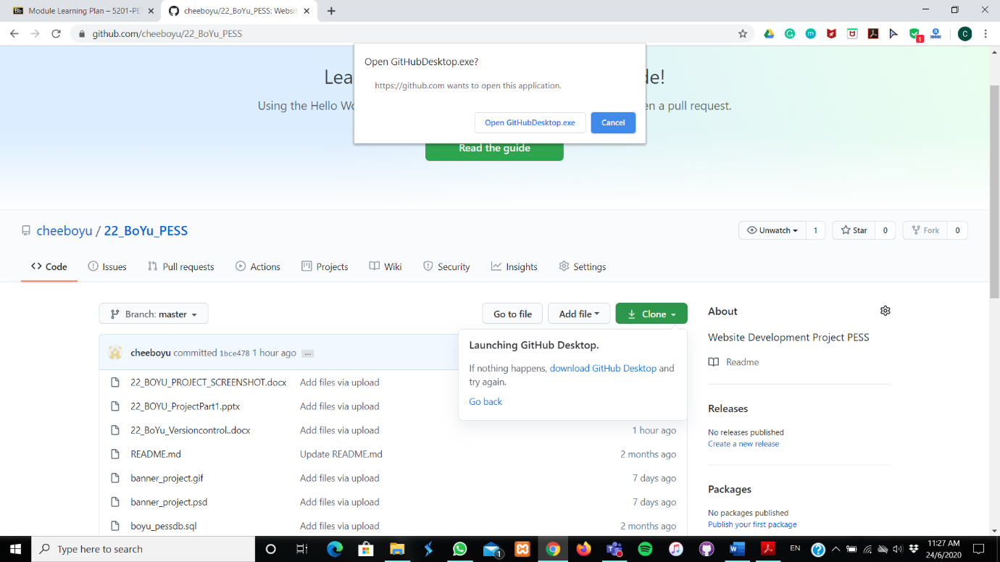 Module Learning Plan – 5201-PE
cheeboyu/22_BoYu_PESS: Websit
github.com/cheeboyu/22_BoYu_PESS
Open GitHubDesktop.exe?
https://github.com wants to open this application.
Open GitHubDesktop.exe
Cancel
Lea
de!
Using the Hello Wo
en a pull request.
Read the guide
cheeboyu / 22_BoYu_PESS
Unwatch 1
Star 0
Fork 0
Code
Issues
Pull requests
Actions
Projects
Wiki
Security
Insights
Settings
Branch: master
Go to file
Add file
Clone
About
Website Development Project PESS
Readme
cheeboyu committed 1bce478 1 hour ago ...
Launching GitHub Desktop.
If nothing happens, download GitHub Desktop and
try again.
Go back
22_BOYU_PROJECT_SCREENSHOT.docx Add files via upload
22_BOYU_ProjectPart1.pptx Add files via upload
22_BoYu_Versioncontrol..docx Add files via upload 1 hour ago
README.md Update README.md 2 months ago
banner_project.gif Add files via upload 7 days ago
banner_project.psd Add files via upload 7 days ago
boyu_pessdb.sql Add files via upload 2 months ago
Releases
No releases published
Create a new release
Packages
No packages published
Publish your first package
Type here to search
EN
11:27 AM
24/6/2020